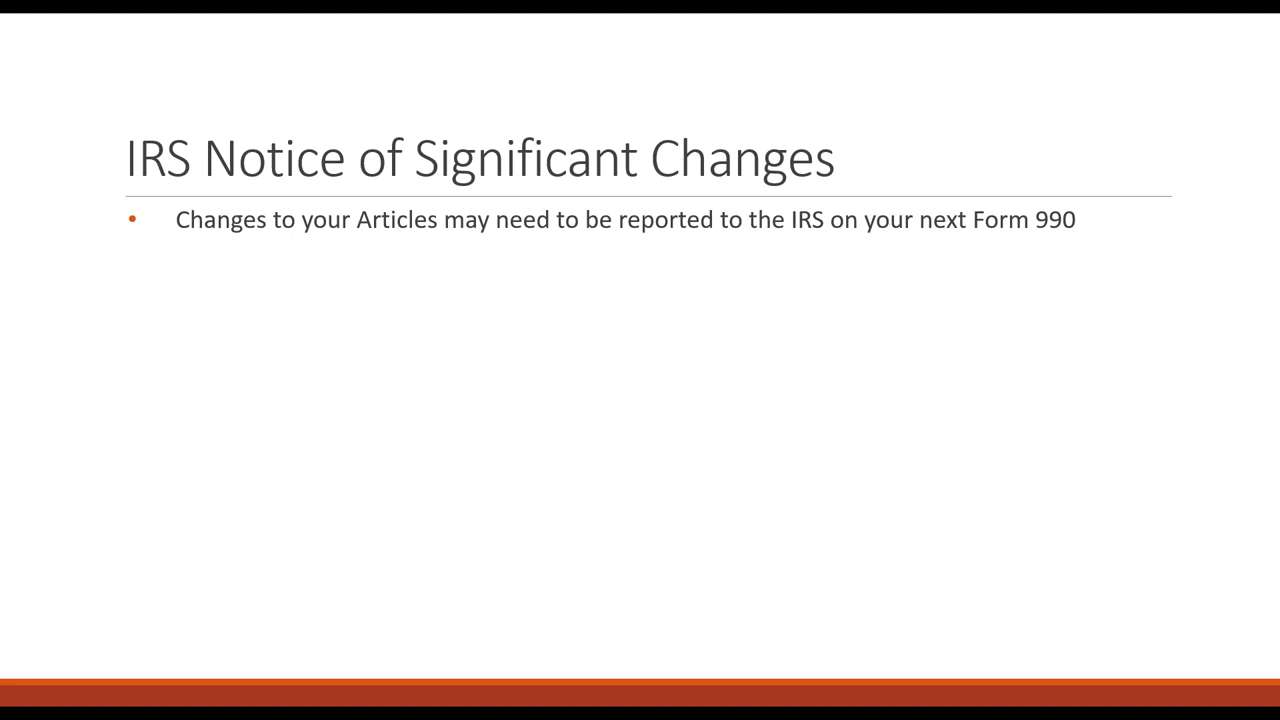 IRS Notice of Significant Changes
• Changes to your Articles may need to be reported to the IRS on your next Form 990